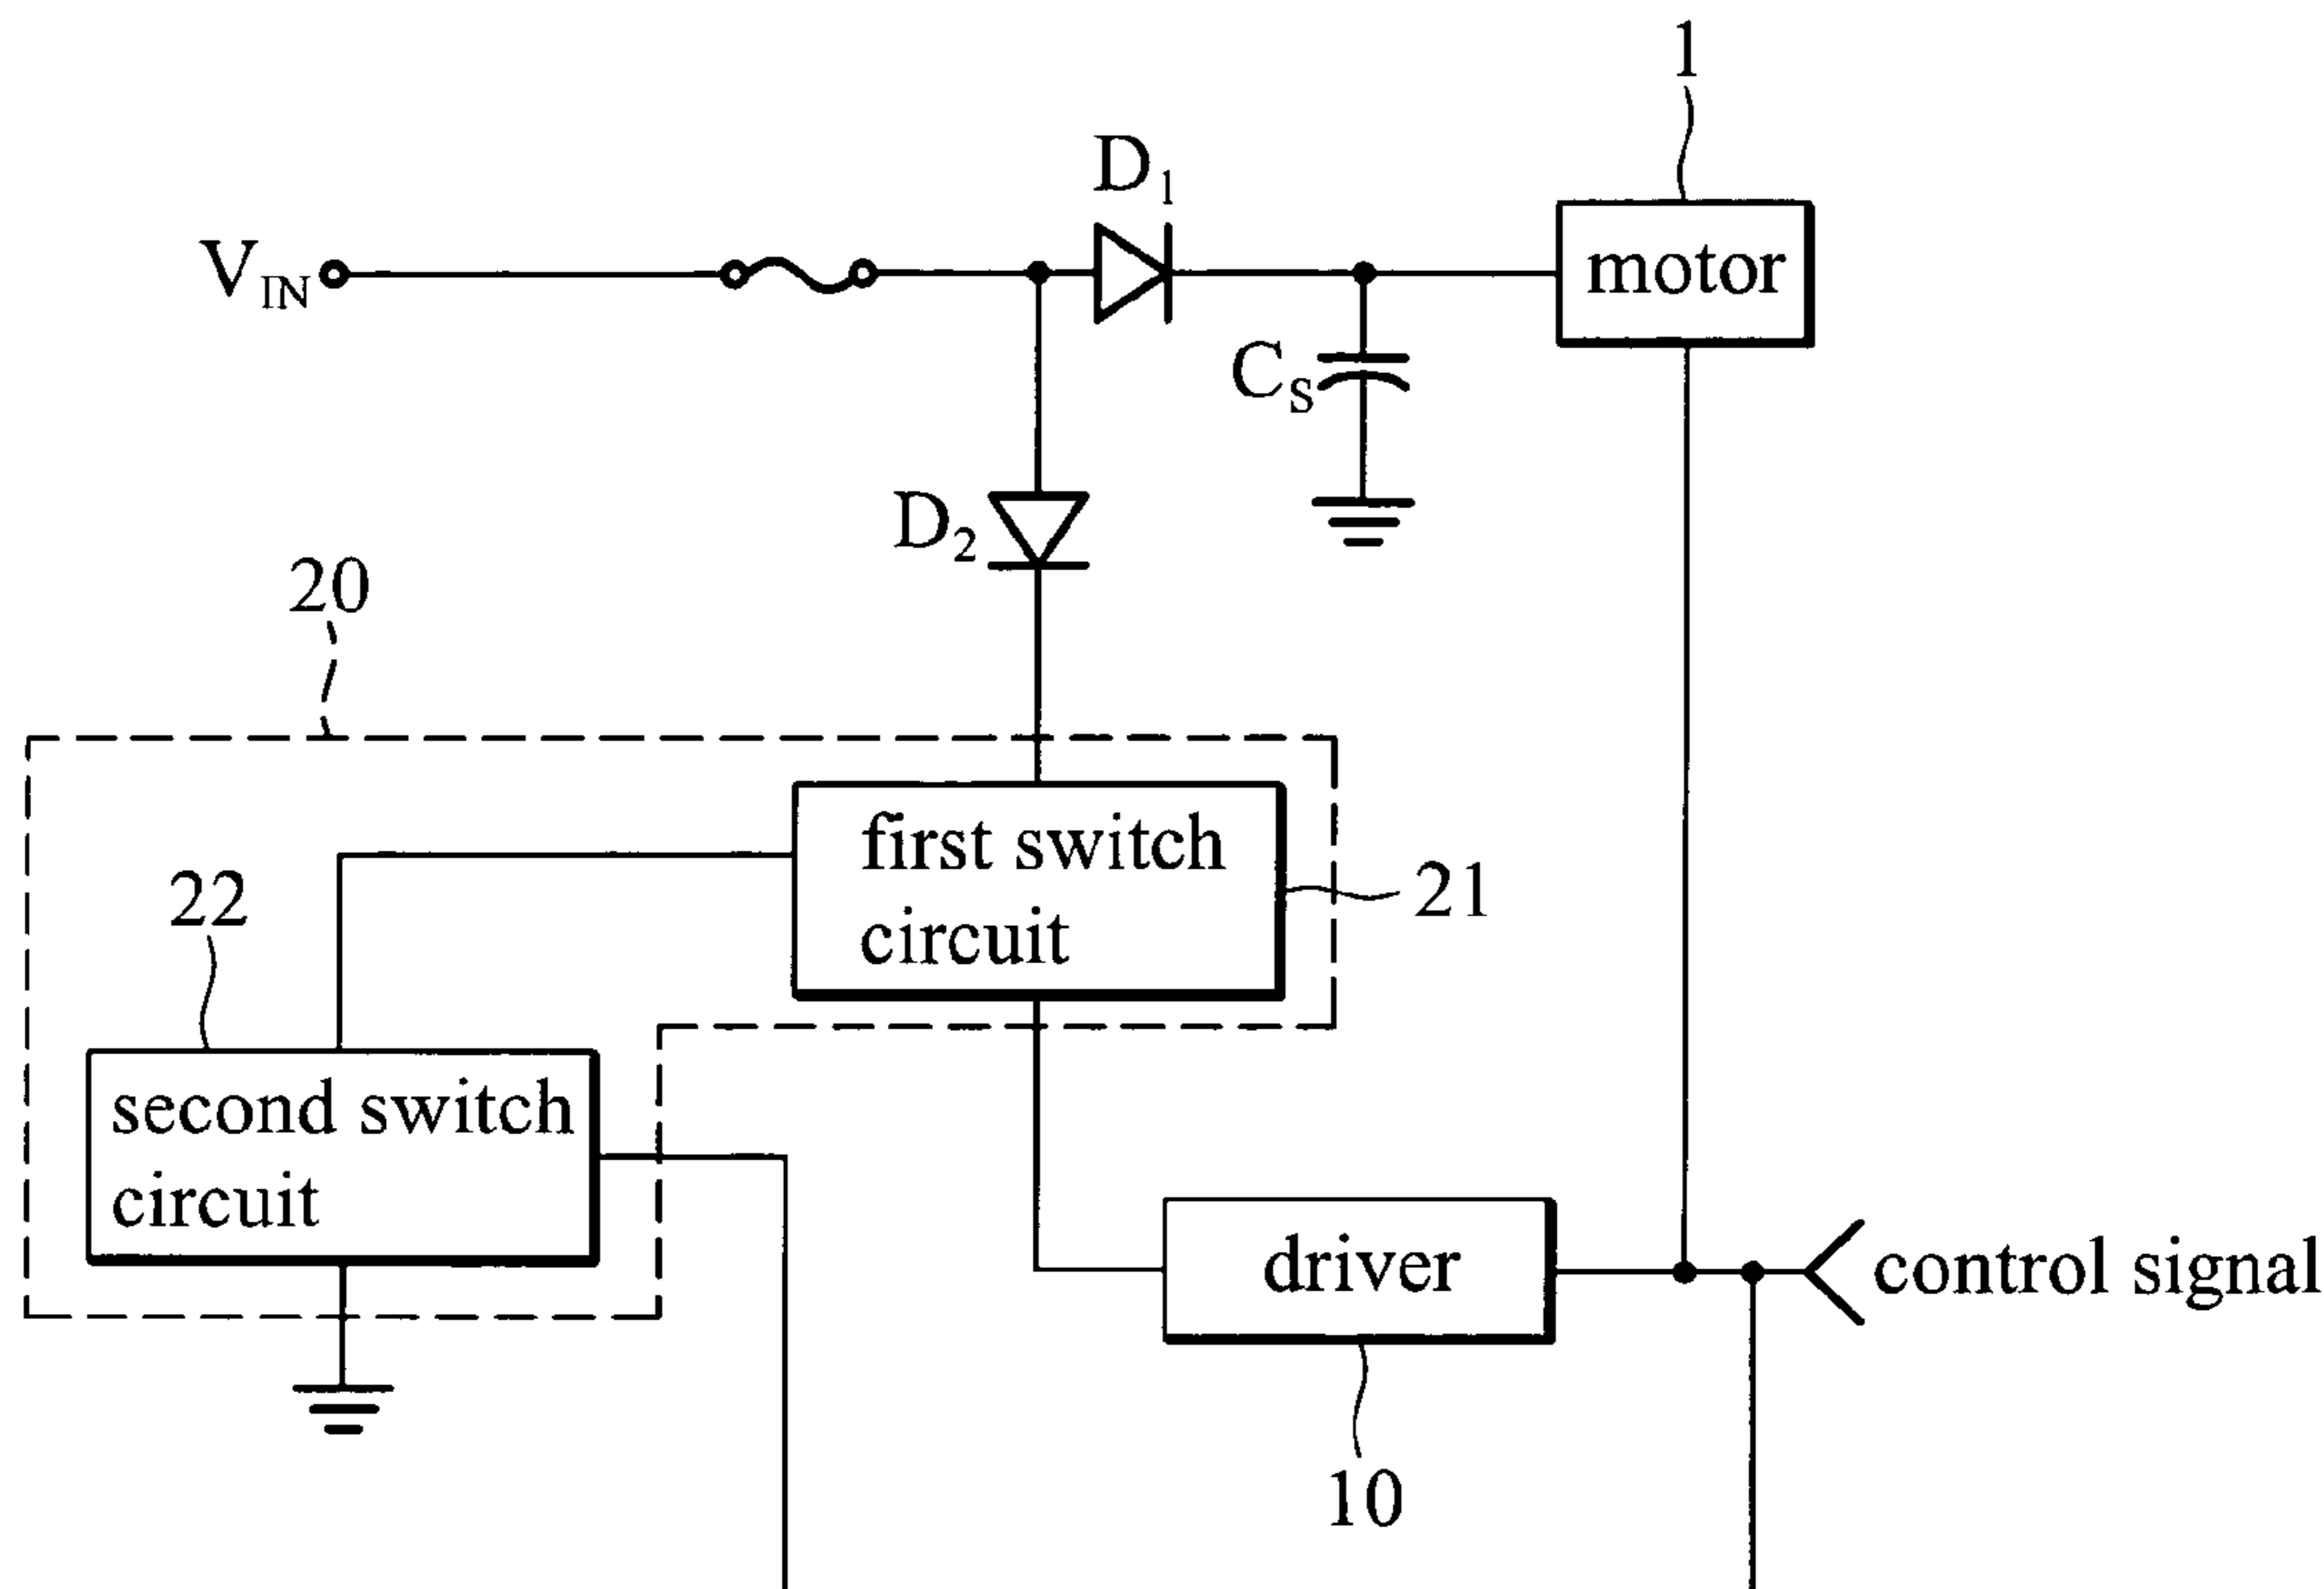 1
D1
VIN
motor
CS
D2
20
first switch
circuit
21
22
second switch
circuit
driver
control signal
10